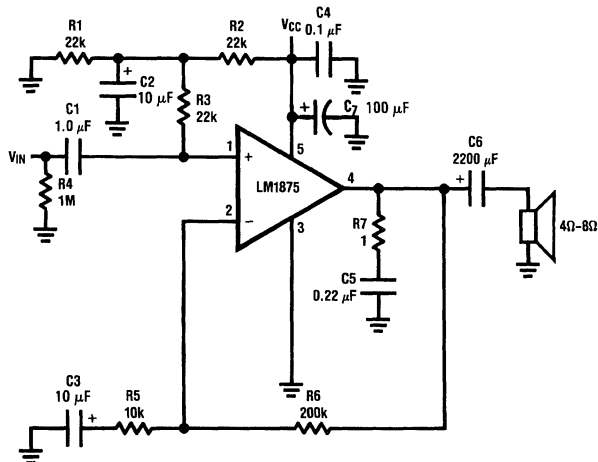 R1
22k
R2
22k
VCC
C4
0.1 µF
+
C2
10 µF
R3
22k
+
C7 100 µF
C1
1.0 µF
VIN
R4
1M
1
+
5
LM1875
4
2
−
3
+
C6
2200 µF
4Ω-8Ω
R7
1
C5
0.22 µF
C3
10 µF
+
R5
10k
R6
200k